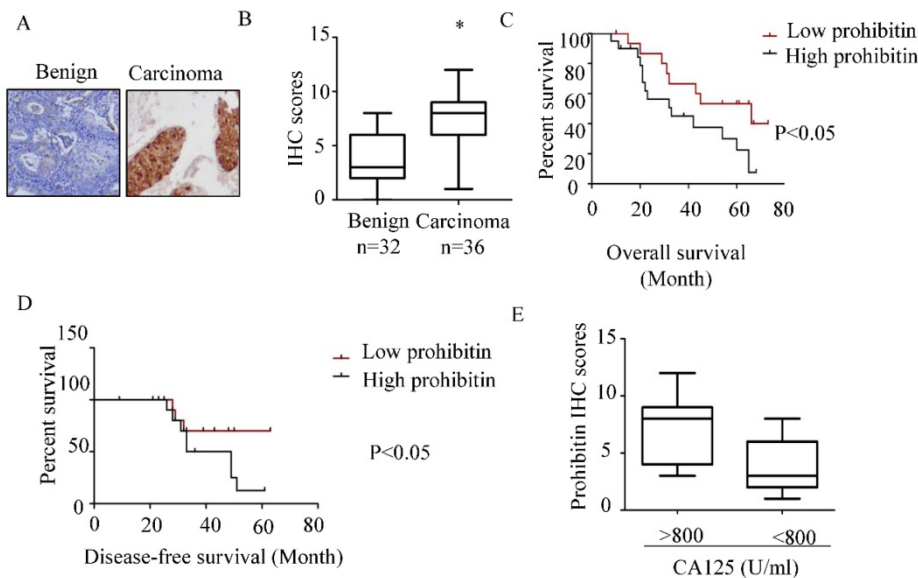 A
Benign
Carcinoma
B
*
IHC scores
15
10
5
0
Benign
Carcinoma
n=32
n=36
C
Low prohibitin
High prohibitin
Percent survival
100
80
60
40
20
P<0.05
0
20
40
60
80
Overall survival
(Month)
D
Percent survival
150
100
50
0
Low prohibitin
High prohibitin
P<0.05
0
20
40
60
80
Disease-free survival (Month)
E
Prohibitin IHC scores
15
10
5
0
>800
<800
CA125 (U/ml)